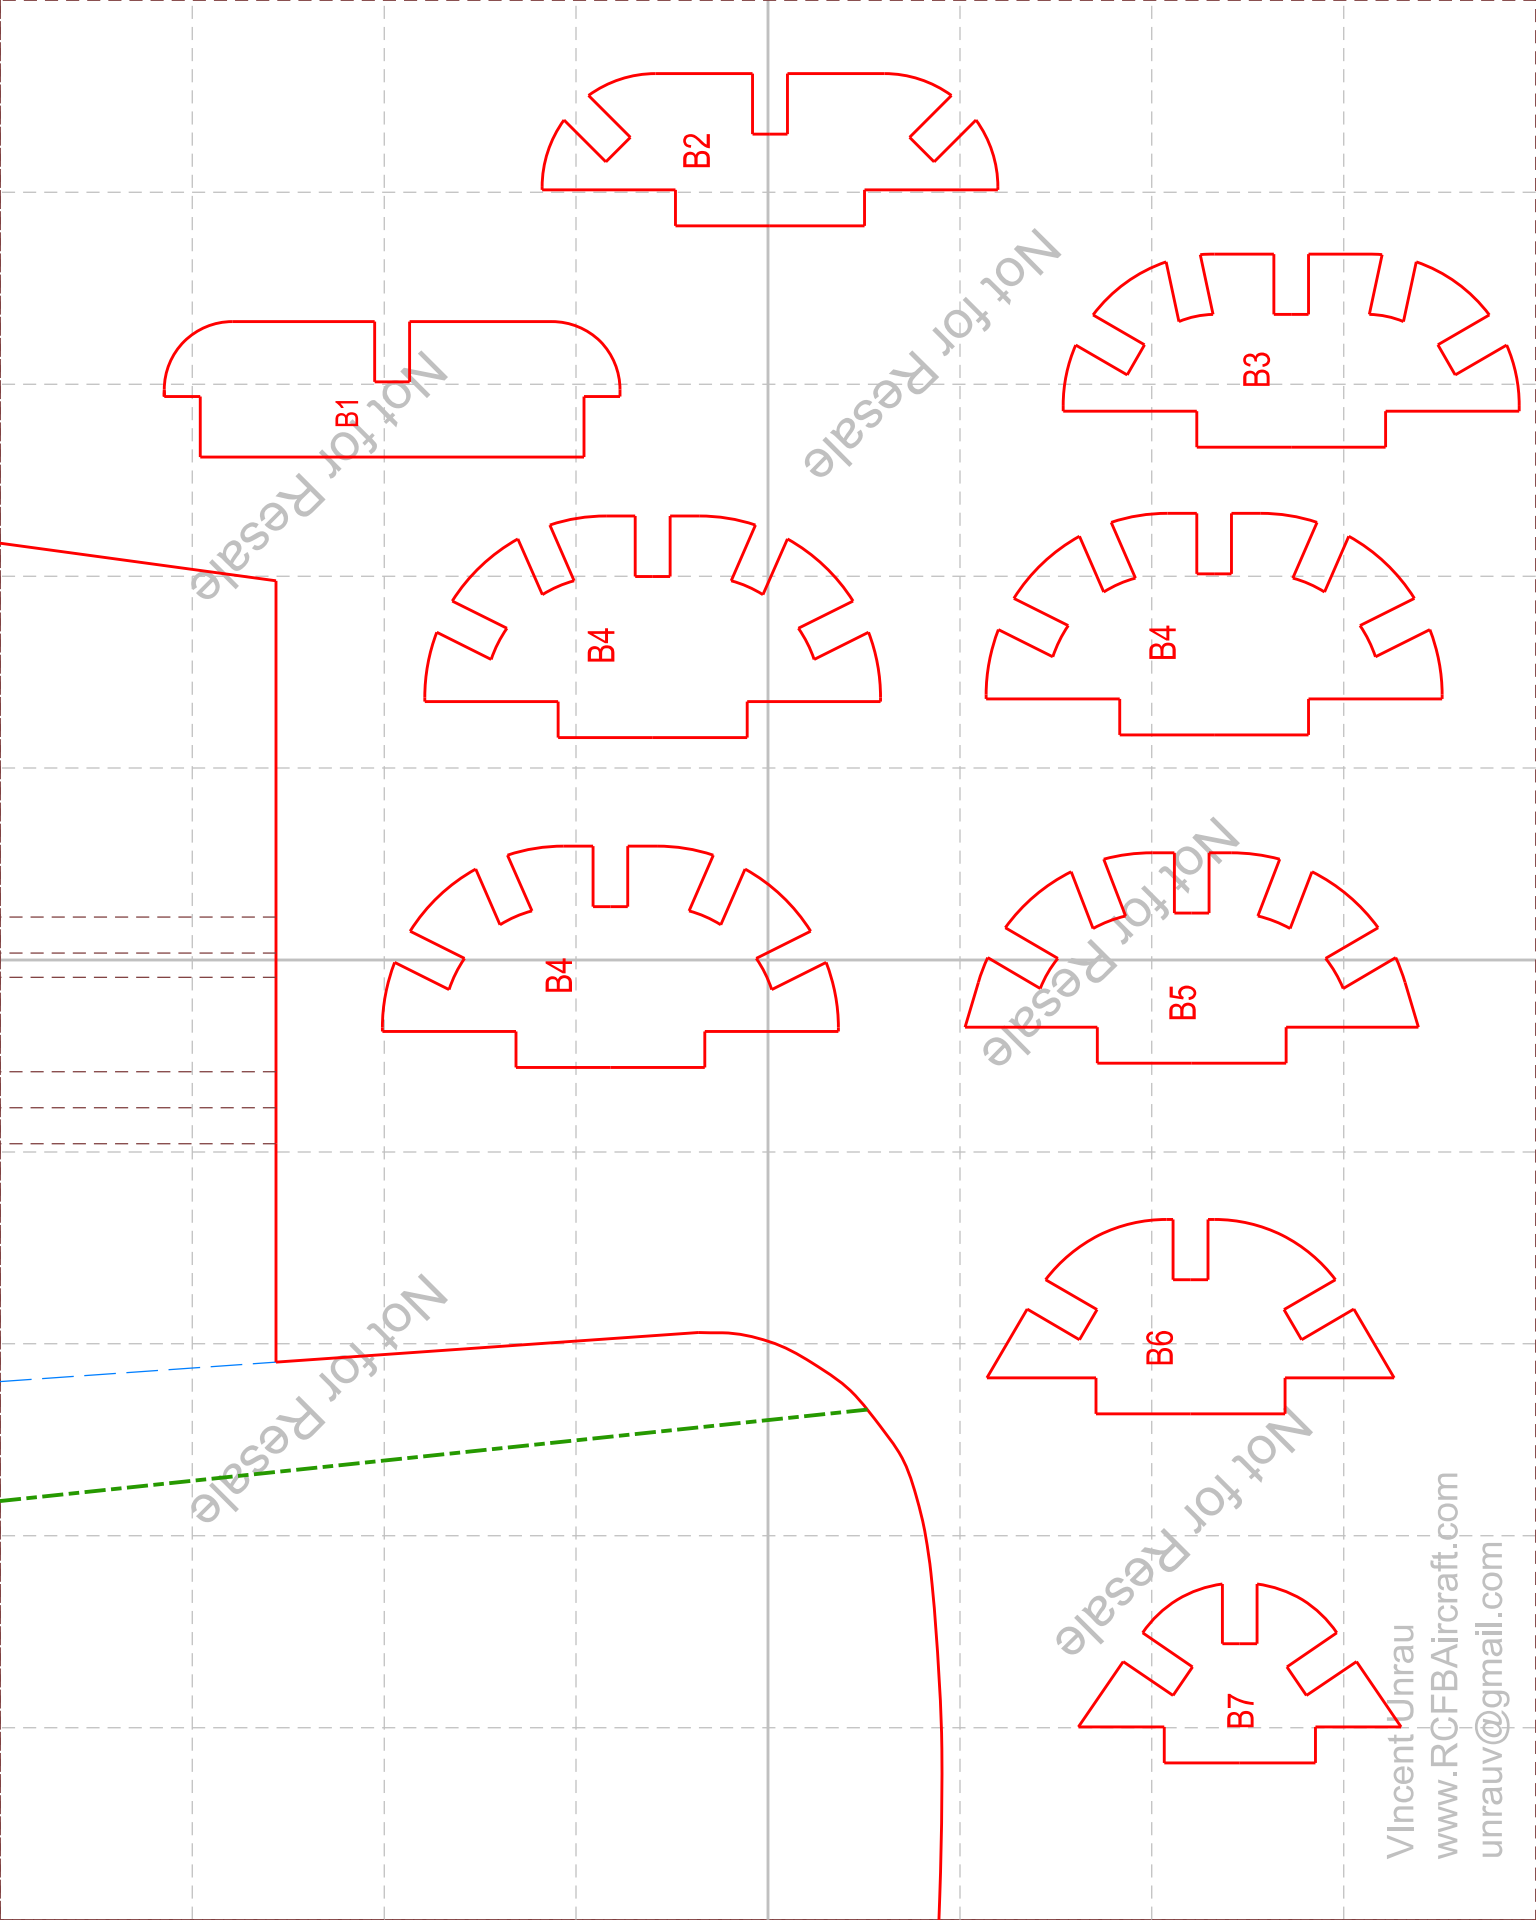 B2
Not for Resale
B3
B1
Not for Resale
B4
B4
B4
B5
Not for Resale
B6
Not for Resale
Not for Resale
B7
VIncent Unrau
www.RCFBAircraft.com
unrauv@gmail.com